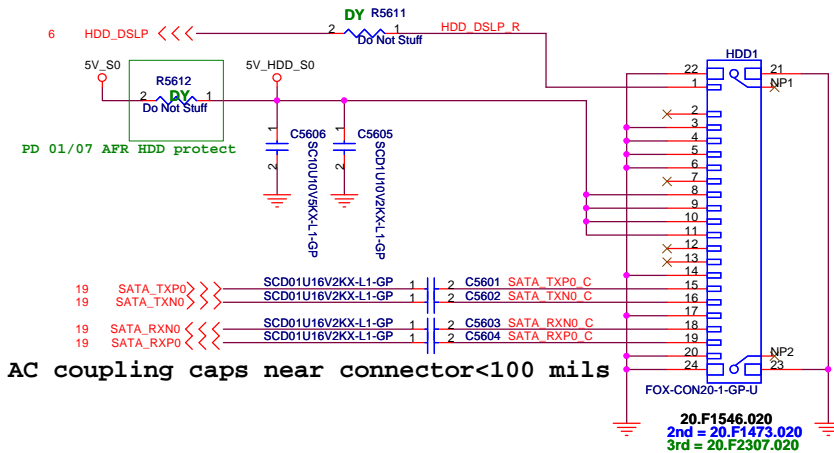 DY R5611
6 HDD_DSLP 2 1 HDD_DSLP_R
Do Not Stuff
HDD1
5V_S0 5V_HDD_S0
22 21
R5612
1 NP1
2 DY 1
Do Not Stuff
2
3
C5606 C5605
4
PD 01/07 AFR HDD protect
5
6
1 1
2 2
SC10U10V5KX-L1-GP
SCD1U10V2KX-L1-GP
7
8
9
10
11
12
13
14
19 SATA_TXP0 SCD01U16V2KX-L1-GP 1 2 C5601 SATA_TXP0_C 15
19 SATA_TXN0 SCD01U16V2KX-L1-GP 1 2 C5602 SATA_TXN0_C 16
17
19 SATA_RXN0 SCD01U16V2KX-L1-GP 1 2 C5603 SATA_RXN0_C 18
19 SATA_RXP0 SCD01U16V2KX-L1-GP 1 2 C5604 SATA_RXP0_C 19
20 NP2
24 23
AC coupling caps near connector<100 mils
FOX-CON20-1-GP-U
20.F1546.020
2nd = 20.F1473.020
3rd = 20.F2307.020